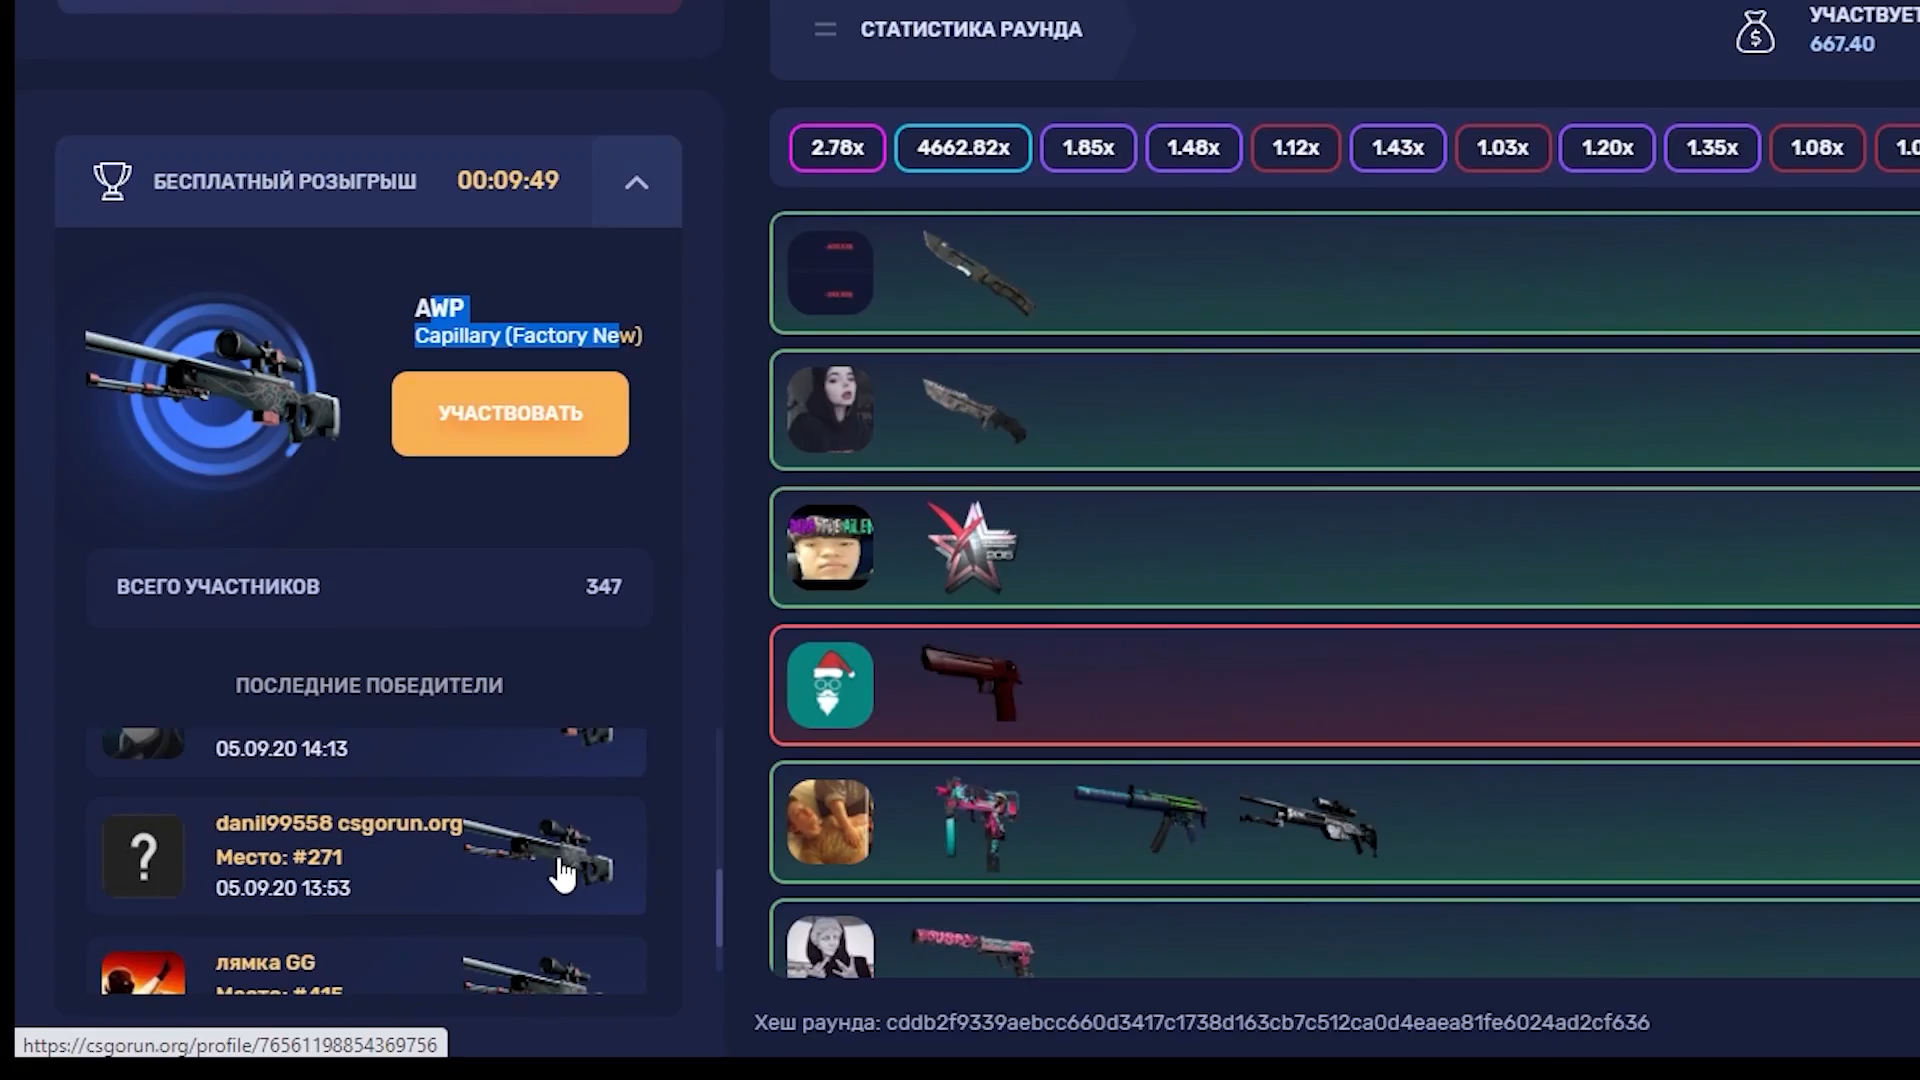 СТАТИСТИКА РАУНДА
667.40
2.78x
4662.82x
1.85x
1.48x
1.12x
1.43x
1.03x
1.20x
1.35x
1.08x
БЕСПЛАТНЫЙ РОЗЫГРЫШ
00:09:49
AWP
Capillary (Factory New)
УЧАСТВОВАТЬ
ВСЕГО УЧАСТНИКОВ
347
ПОСЛЕДНИЕ ПОБЕДИТЕЛИ
05.09.20 14:13
danil99558 csgorun.org
Место: #271
05.09.20 13:53
лямка GG
Место: #415
Хеш раунда: cddb2f9339aebcc660d3417c1738d163cb7c512ca0d4eaea81fe6024ad2cf636
https://csgorun.org/profile/76561198854369756